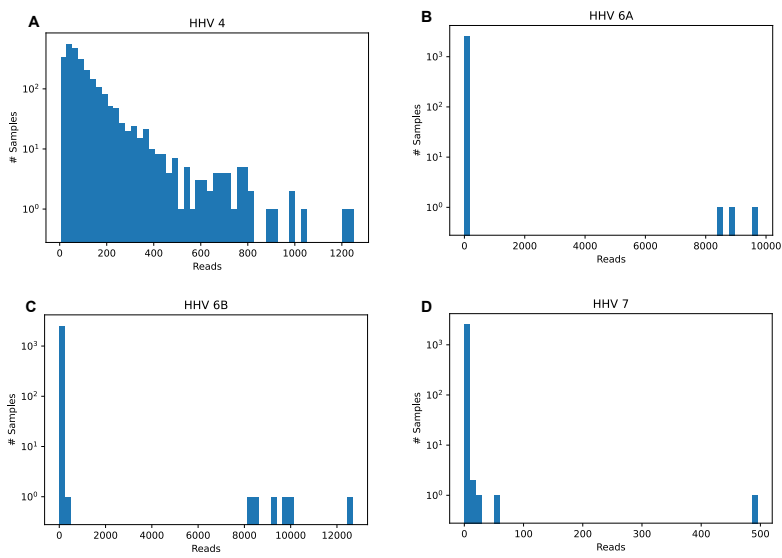 A
HHV 4
# Samples
10²
10¹
10⁰
0 200 400 600 800 1000 1200
Reads
B
HHV 6A
# Samples
10³
10²
10¹
10⁰
0 2000 4000 6000 8000 10000
Reads
C
HHV 6B
# Samples
10³
10²
10¹
10⁰
0 2000 4000 6000 8000 10000 12000
Reads
D
HHV 7
# Samples
10³
10²
10¹
10⁰
0 100 200 300 400 500
Reads